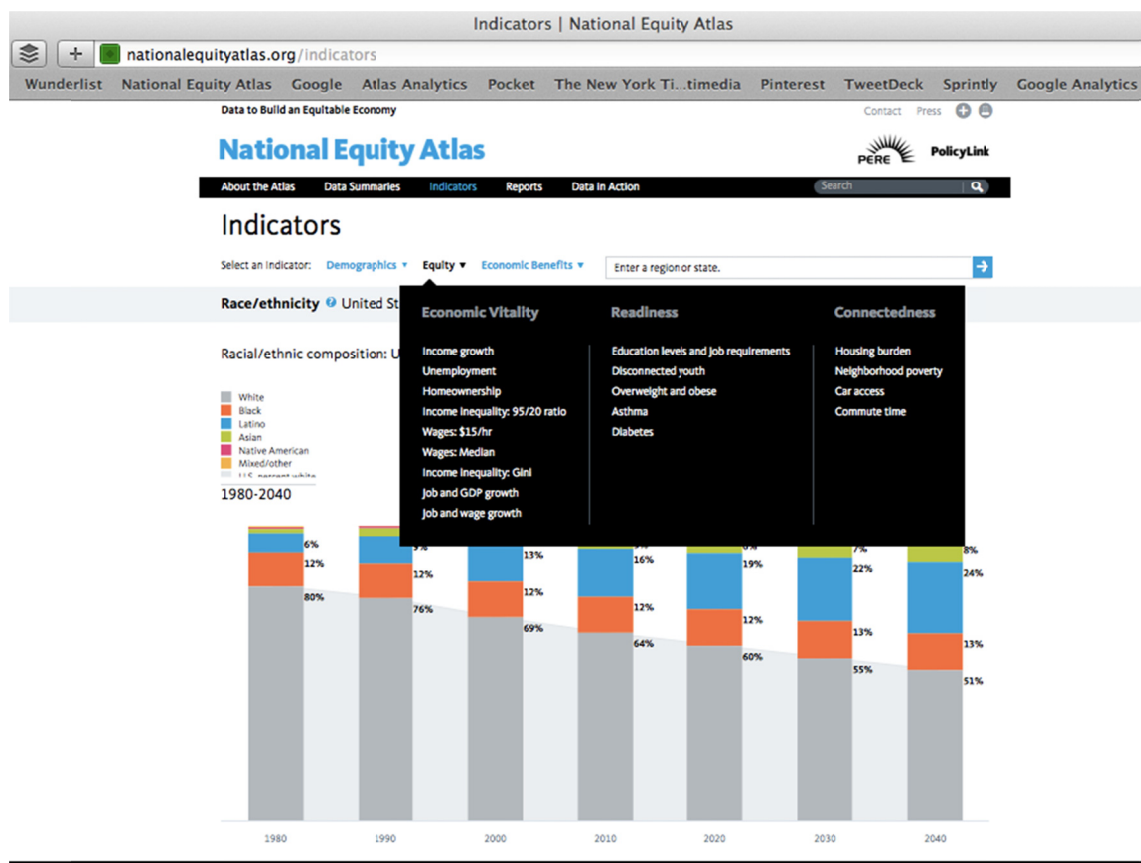 Indicators | National Equity Atlas
+ nationalequityatlas.org/indicators
Wunderlist National Equity Atlas Google Atlas Analytics Pocket The New York Ti...timedia Pinterest TweetDeck Sprintly Google Analytics
Data to Build an Equitable Economy Contact Press
National Equity Atlas PERE PolicyLink
About the Atlas Data Summaries Indicators Reports Data in Action Search
Indicators
Select an Indicator: Demographics ▾ Equity ▾ Economic Benefits ▾ Enter a regionor state.
Race/ethnicity ? United St
Economic Vitality
Income growth
Unemployment
Homeownership
Income Inequality: 95/20 ratio
Wages: $15/hr
Wages: Median
Income Inequality: Gini
Job and GDP growth
Job and wage growth
Readiness
Education levels and job requirements
Disconnected youth
Overweight and obese
Asthma
Diabetes
Connectedness
Housing burden
Neighborhood poverty
Car access
Commute time
Racial/ethnic composition: U
White
Black
Latino
Asian
Native American
Mixed/other
U.S. percent white
1980-2040
6%
12%
80%
9%
12%
76%
13%
12%
69%
16%
12%
64%
19%
12%
60%
7%
22%
13%
55%
8%
24%
13%
51%
1980 1990 2000 2010 2020 2030 2040